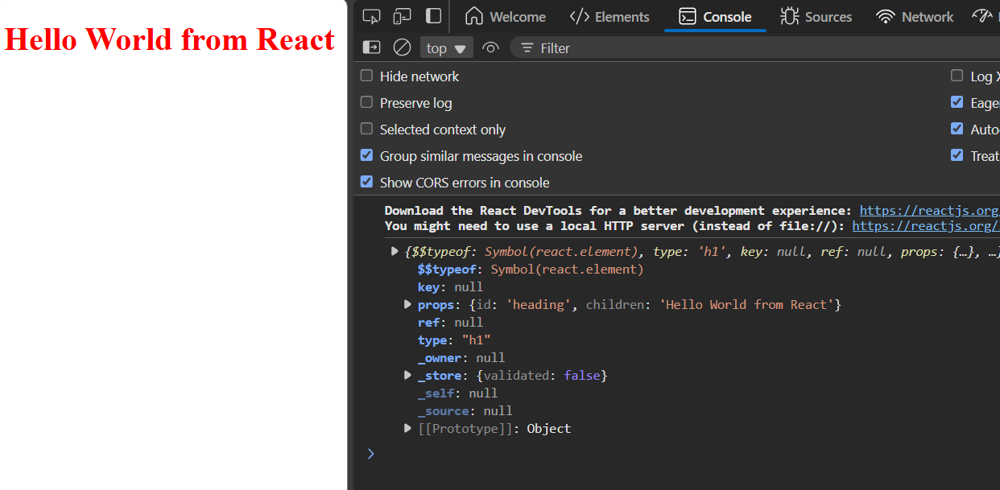 Hello World from React
Welcome </> Elements Console Sources Network
top Filter
Hide network Log
Preserve log Eage
Selected context only Auto
Group similar messages in console Treat
Show CORS errors in console
Download the React DevTools for a better development experience: https://reactjs.org
You might need to use a local HTTP server (instead of file://): https://reactjs.org/
{$$typeof: Symbol(react.element), type: 'h1', key: null, ref: null, props: {…}, …}
$$typeof: Symbol(react.element)
key: null
props: {id: 'heading', children: 'Hello World from React'}
ref: null
type: "h1"
_owner: null
_store: {validated: false}
_self: null
_source: null
[[Prototype]]: Object